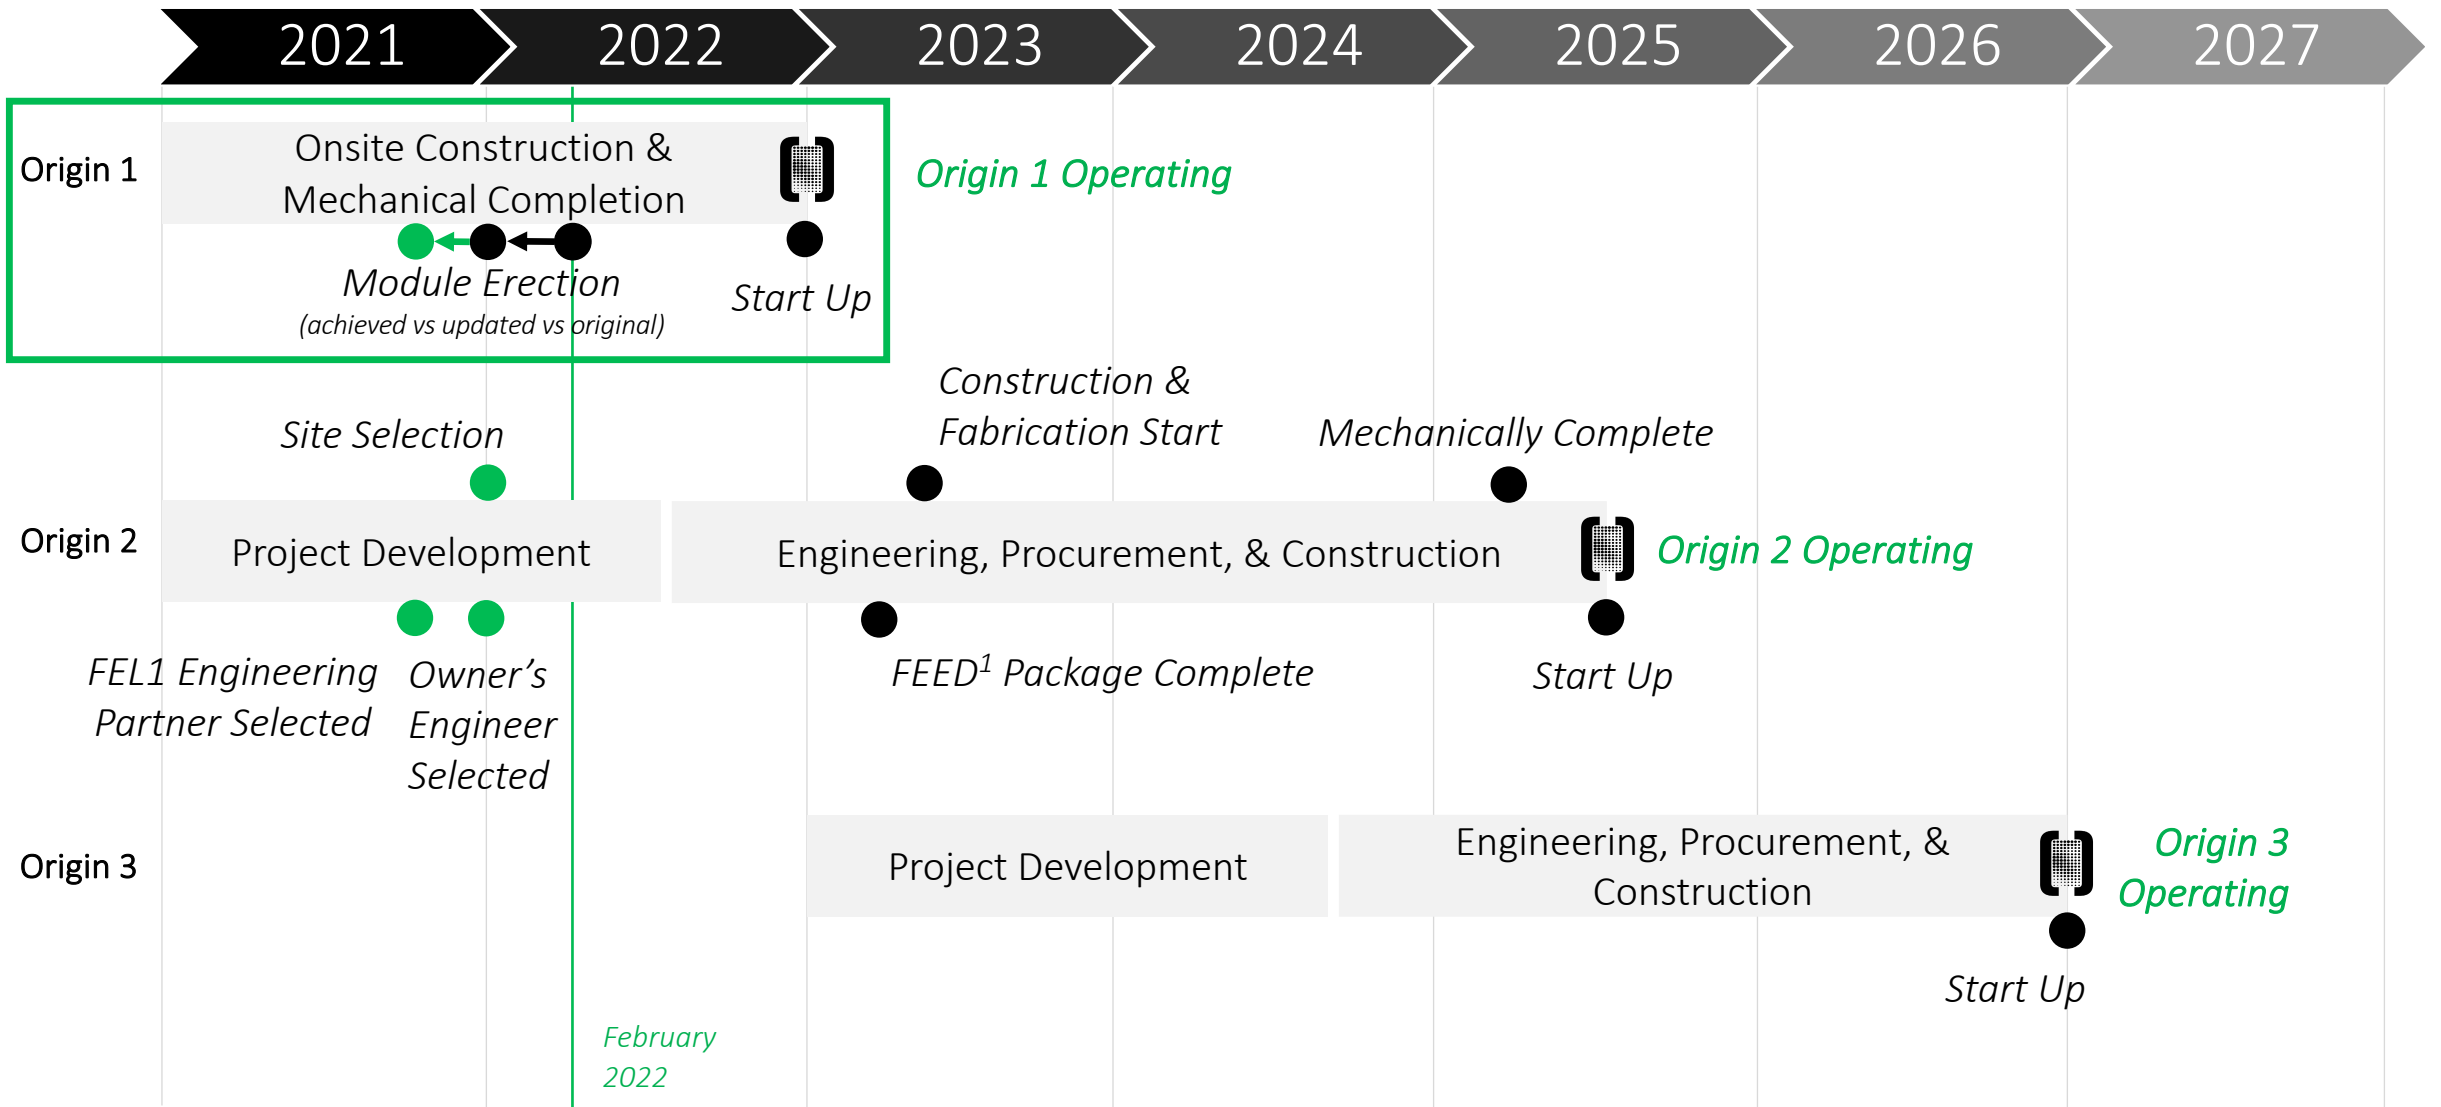 2021 2022 2023 2024 2025 2026 2027
Origin 1
Onsite Construction &
Mechanical Completion
Origin 1 Operating
Module Erection
(achieved vs updated vs original)
Start Up
Site Selection
Construction &
Fabrication Start
Mechanically Complete
Origin 2
Project Development
Engineering, Procurement, & Construction
Origin 2 Operating
FEL1 Engineering
Partner Selected
Owner’s
Engineer
Selected
FEED¹ Package Complete
Start Up
Origin 3
Project Development
Engineering, Procurement, &
Construction
Origin 3
Operating
Start Up
February
2022